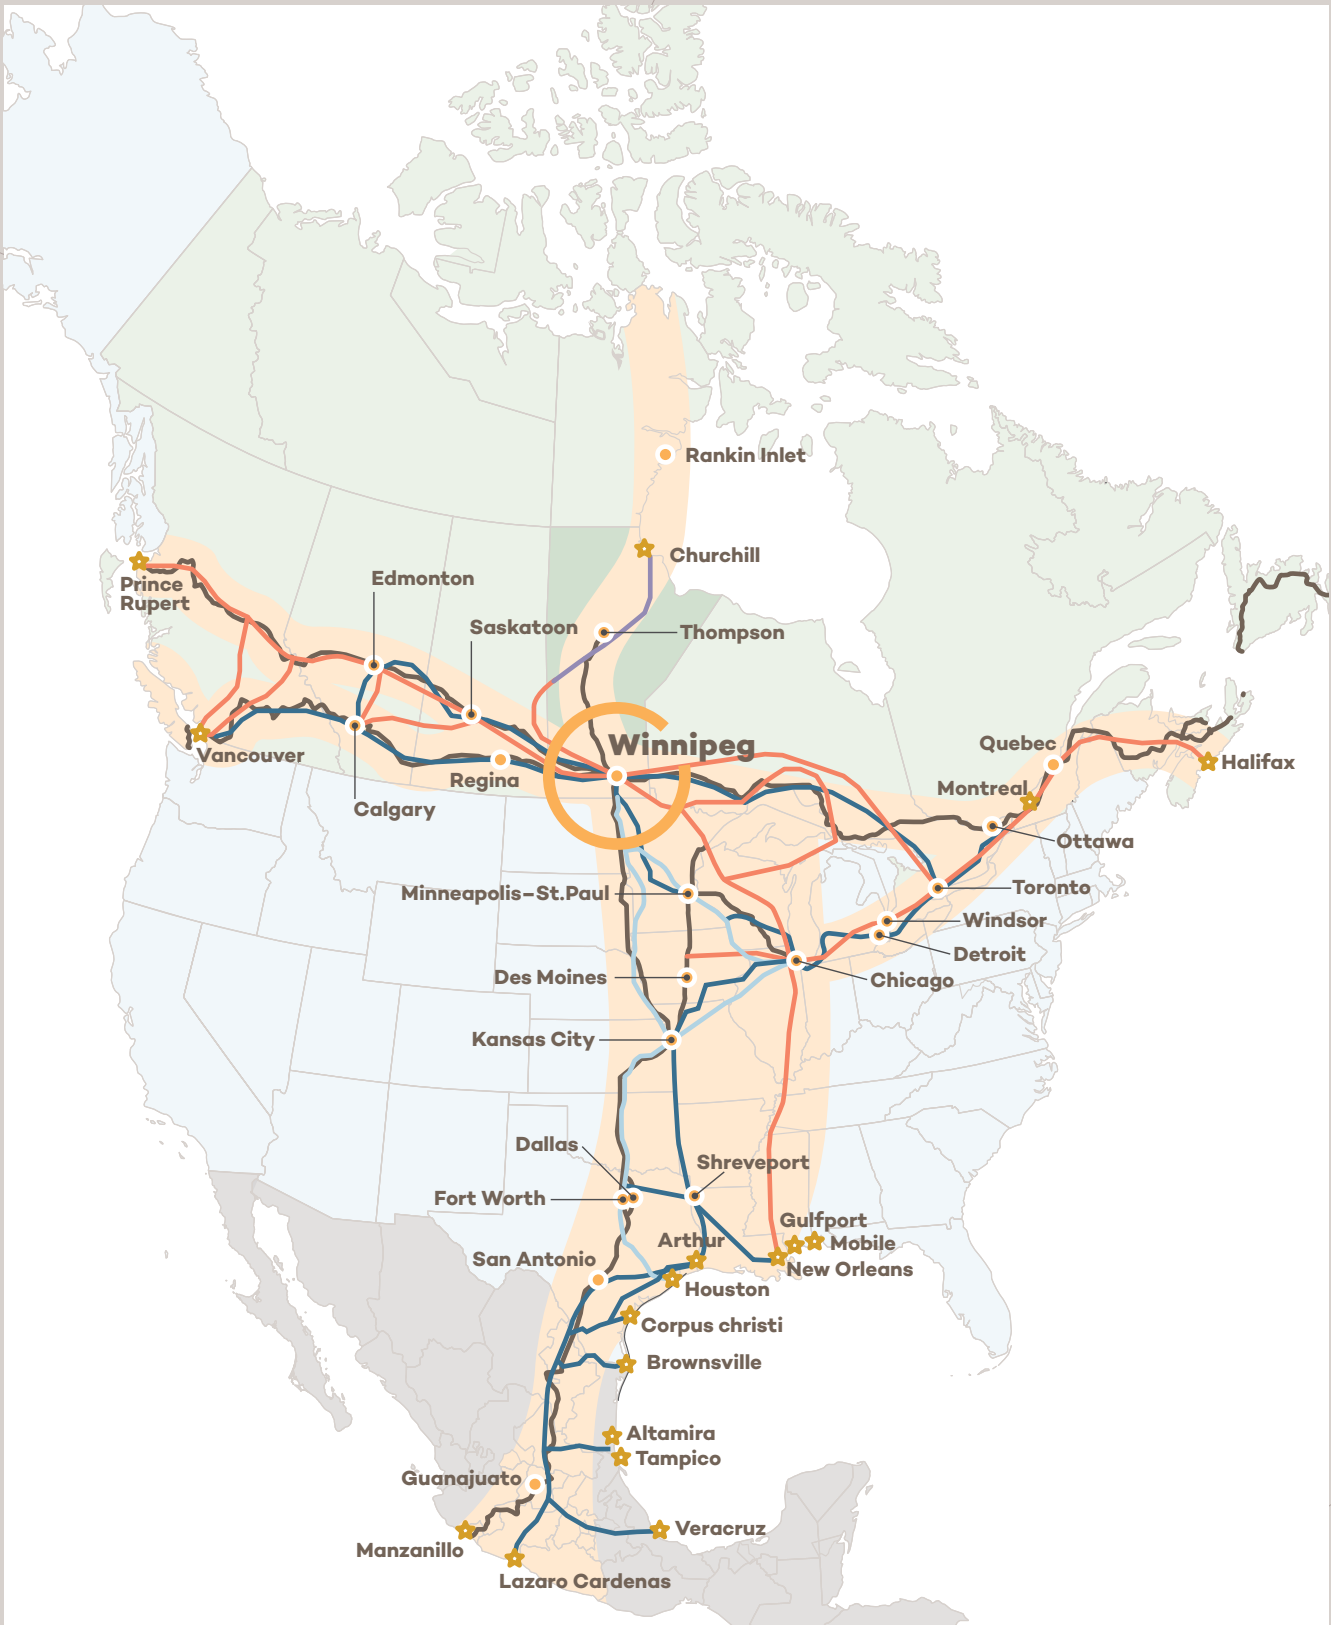 Rankin Inlet
Churchill
Prince
Rupert
Edmonton
Saskatoon
Thompson
Vancouver
Winnipeg
Regina
Calgary
Quebec
Halifax
Montreal
Ottawa
Minneapolis–St.Paul
Toronto
Windsor
Detroit
Des Moines
Chicago
Kansas City
Dallas
Shreveport
Fort Worth
Gulfport
Arthur
Mobile
San Antonio
New Orleans
Houston
Corpus christi
Brownsville
Altamira
Tampico
Guanajuato
Veracruz
Manzanillo
Lazaro Cardenas